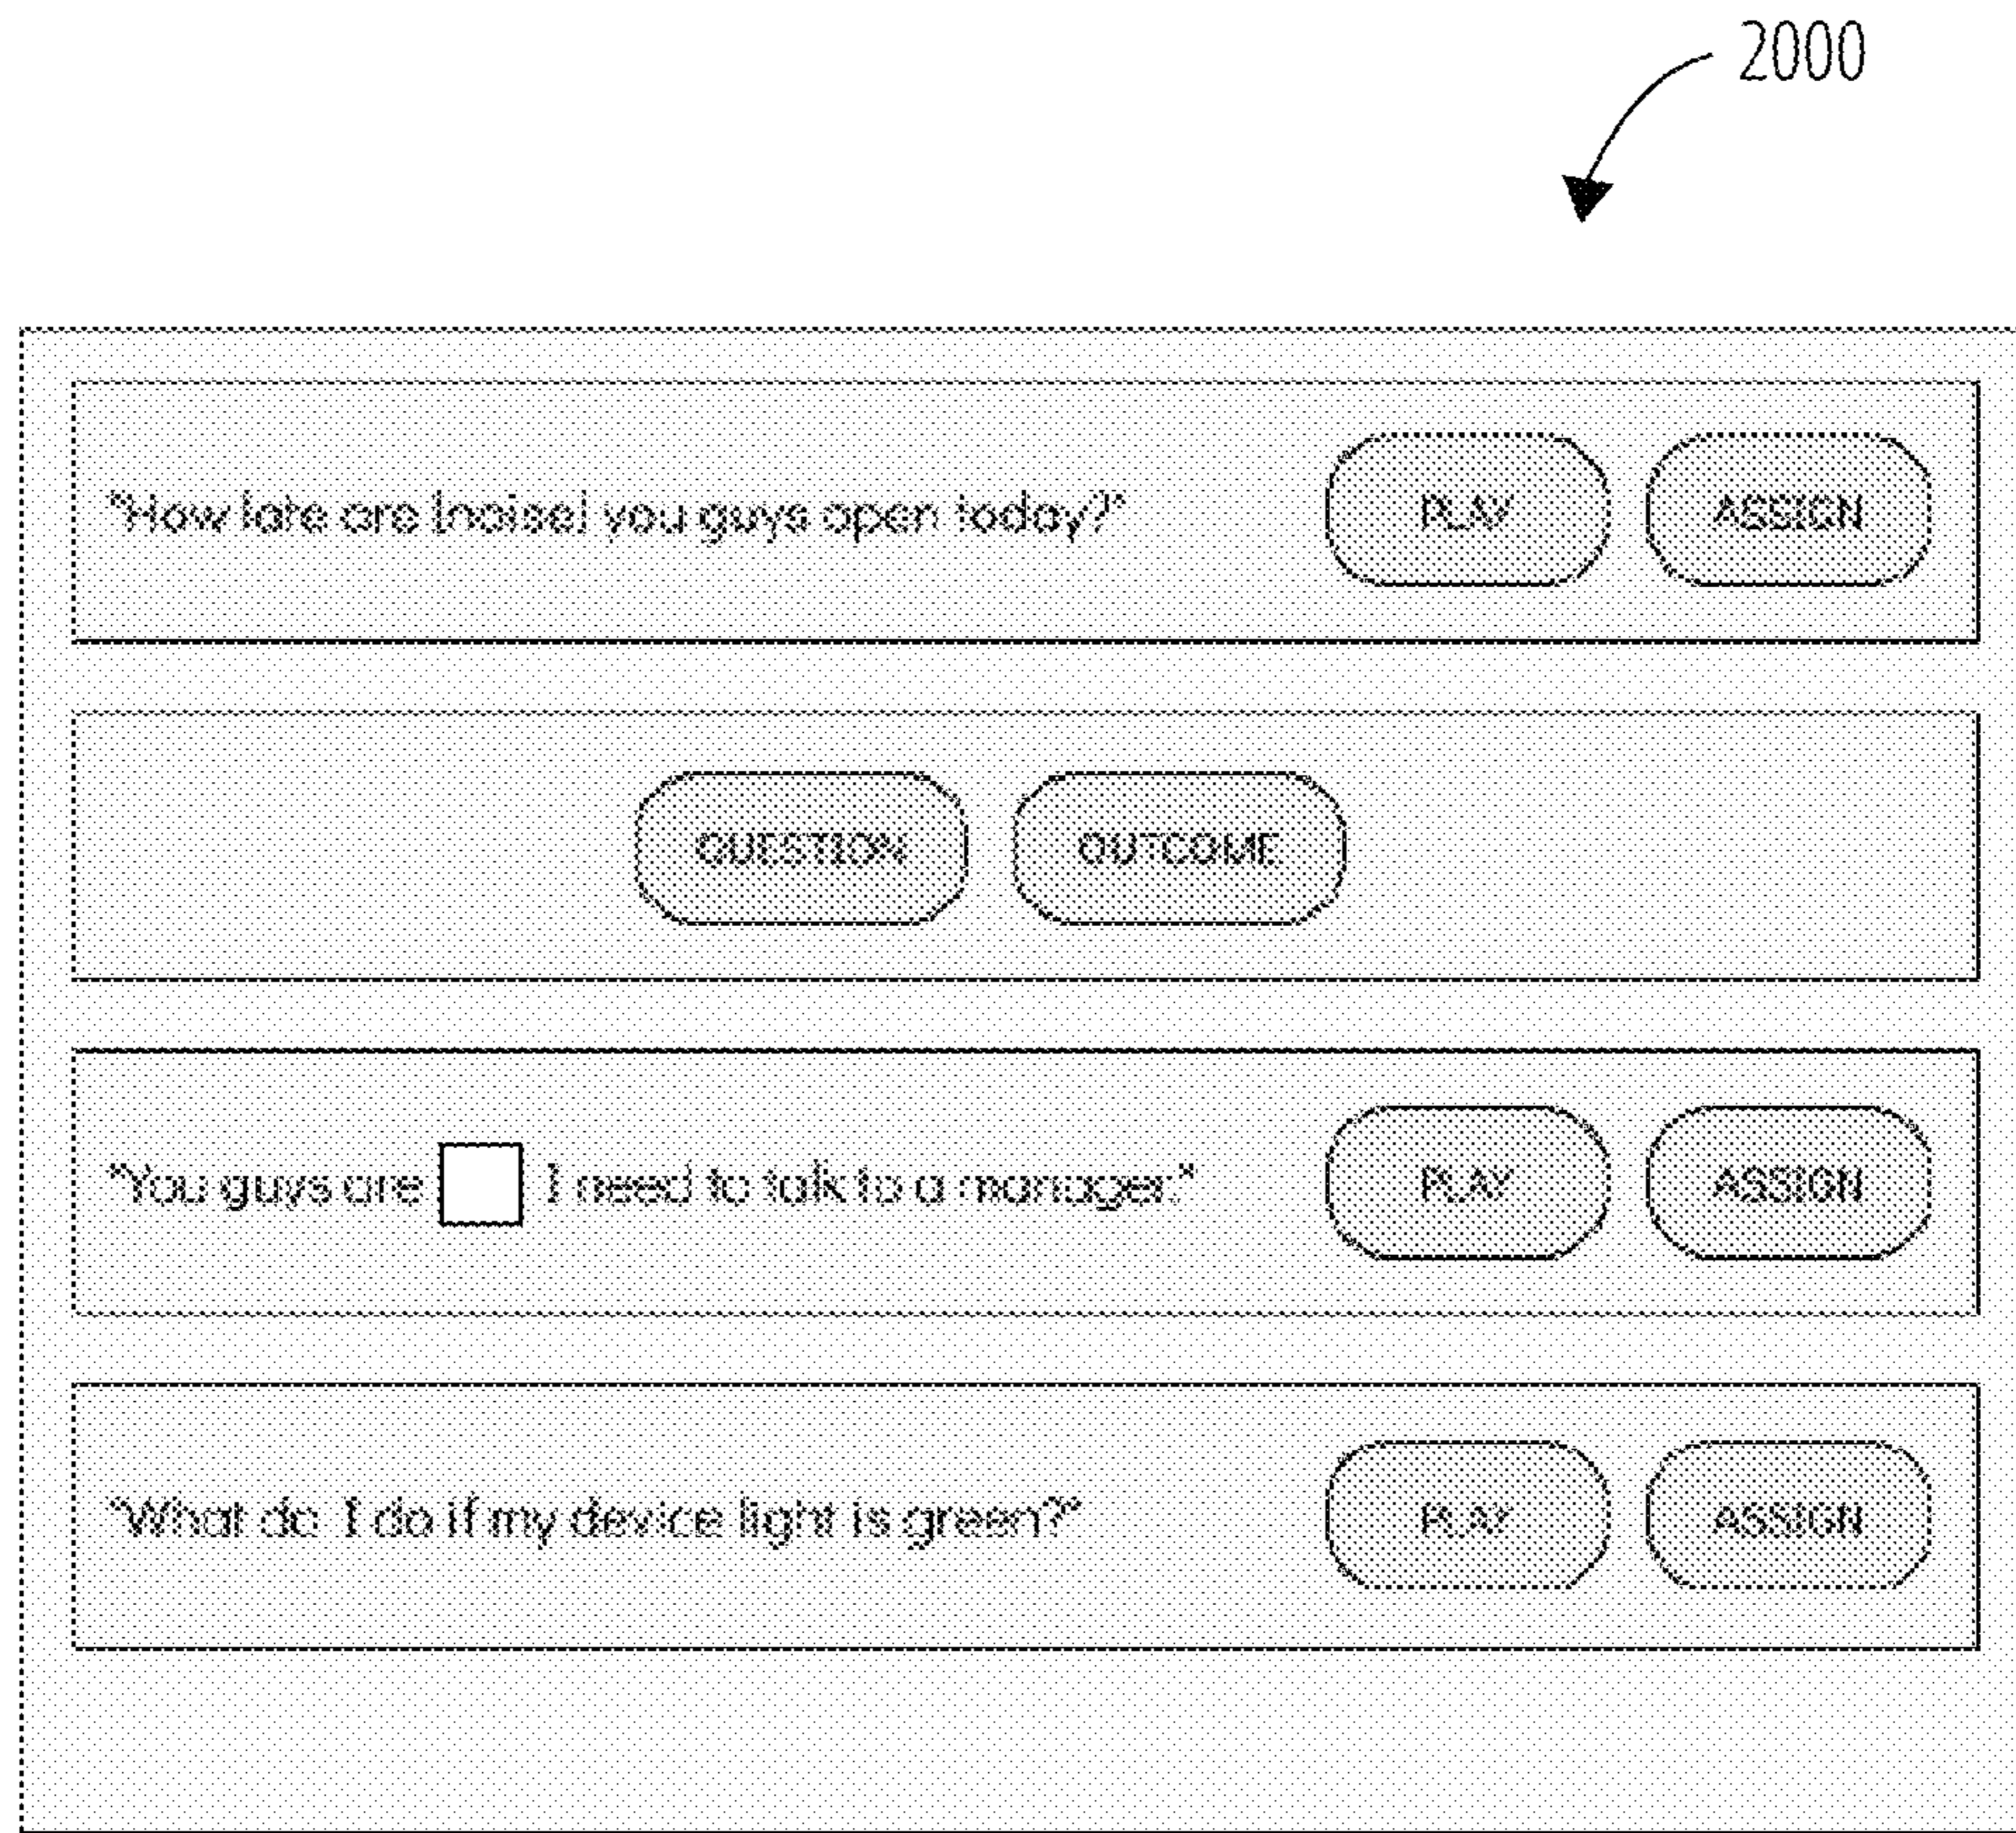 2000
"How late are [noise] you guys open today?" PLAY ASSIGN
QUESTION OUTCOME
"You guys are I need to talk to a manager." PLAY ASSIGN
"What do I do if my device light is green?" PLAY ASSIGN